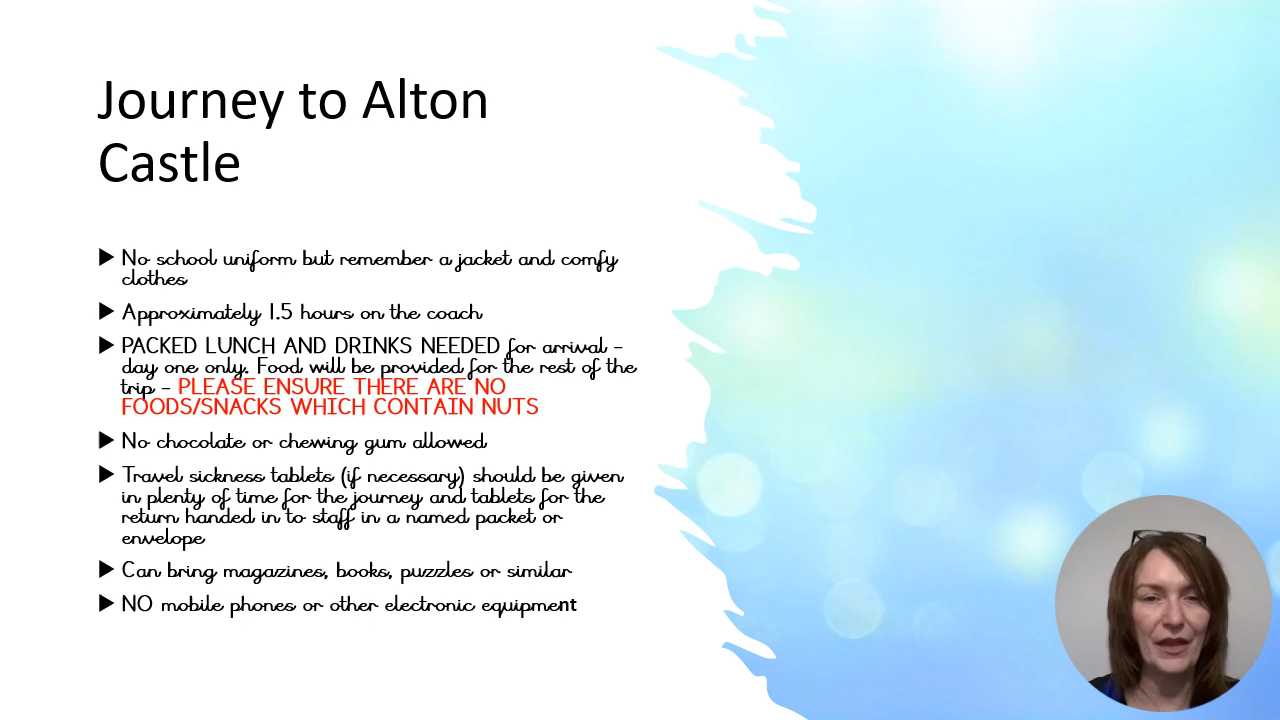 Journey to Alton
Castle
No school uniform but remember a jacket and comfy
clothes
Approximately 1.5 hours on the coach
PACKED LUNCH AND DRINKS NEEDED for arrival –
day one only. Food will be provided for the rest of the
trip – PLEASE ENSURE THERE ARE NO
FOODS/SNACKS WHICH CONTAIN NUTS
No chocolate or chewing gum allowed
Travel sickness tablets (if necessary) should be given
in plenty of time for the journey and tablets for the
return handed in to staff in a named packet or
envelope
Can bring magazines, books, puzzles or similar
NO mobile phones or other electronic equipment